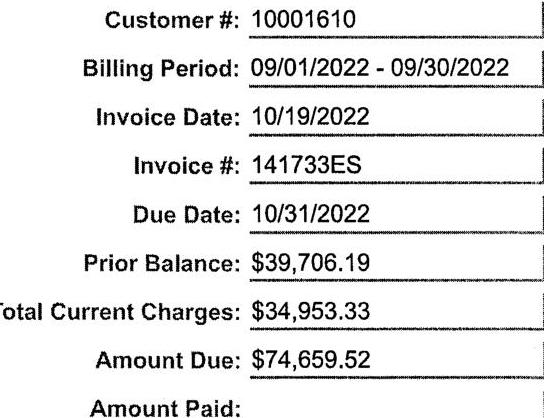 Customer #: 10001610
Billing Period: 09/01/2022 - 09/30/2022
Invoice Date: 10/19/2022
Invoice #: 141733ES
Due Date: 10/31/2022
Prior Balance: $39,706.19
Total Current Charges: $34,953.33
Amount Due: $74,659.52
Amount Paid: